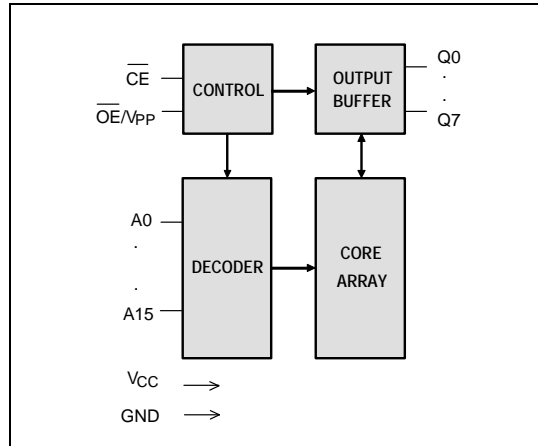 CE
OE/VPP
CONTROL
OUTPUT
BUFFER
Q0
.
.
Q7
A0
.
.
A15
DECODER
CORE
ARRAY
VCC
GND